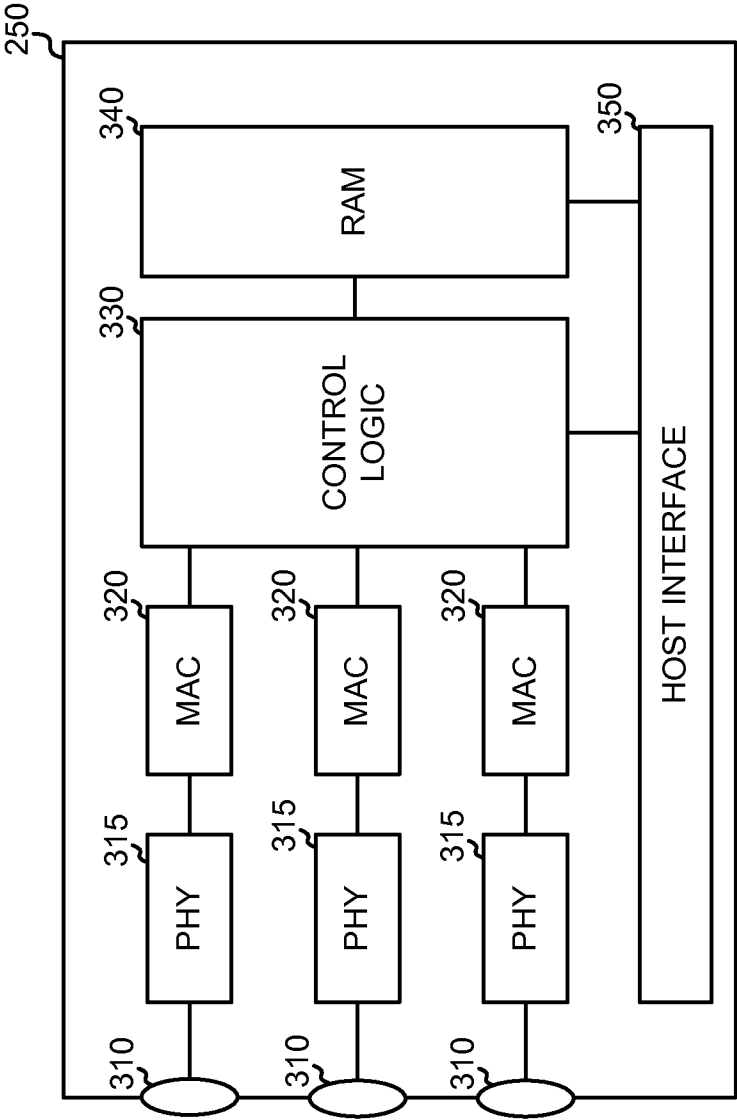 250
340
RAM
330
CONTROL
LOGIC
350
HOST INTERFACE
320
MAC
320
MAC
320
MAC
315
PHY
315
PHY
315
PHY
310
310
310